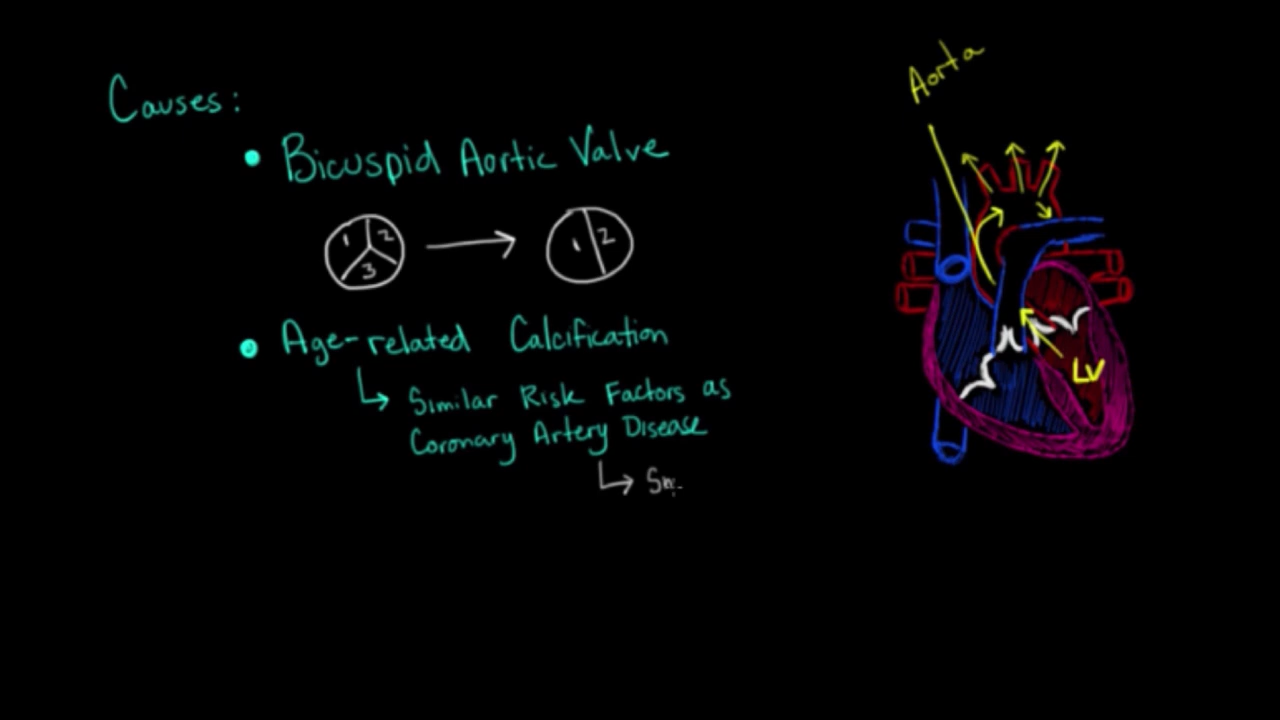 Causes:
• Bicuspid Aortic Valve
1 2 3
1 2
• Age-related Calcification
Similar Risk Factors as
Coronary Artery Disease
Aorta
LV